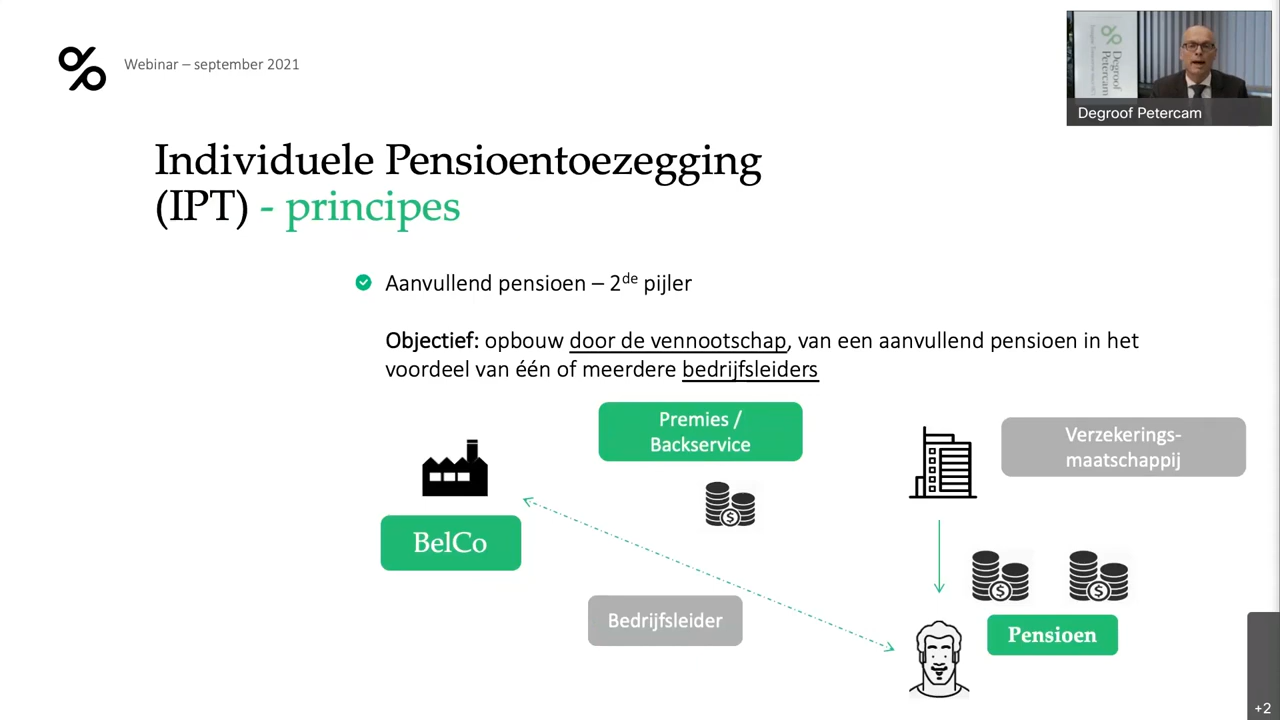 Webinar – september 2021
Degroof
Petercam
Degroof Petercam
Individuele Pensioentoezegging
(IPT) - principes
Aanvullend pensioen – 2de pijler
Objectief: opbouw door de vennootschap, van een aanvullend pensioen in het
voordeel van één of meerdere bedrijfsleiders
Premies /
Backservice
Verzekerings-
maatschappij
BelCo
Bedrijfsleider
Pensioen
+2